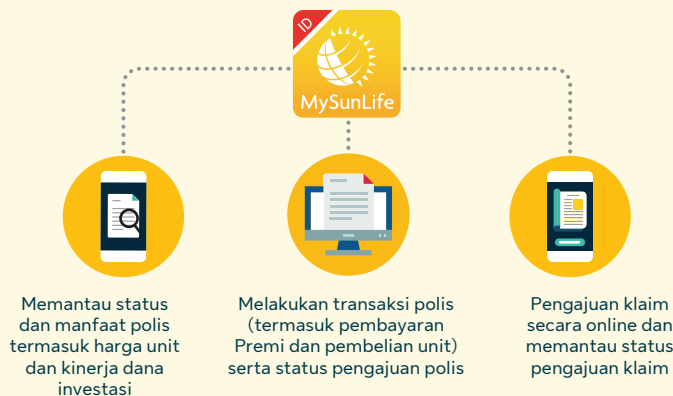 ID
MySunLife
Memantau status
dan manfaat polis
termasuk harga unit
dan kinerja dana
investasi
Melakukan transaksi polis
(termasuk pembayaran
Premi dan pembelian unit)
serta status pengajuan polis
Pengajuan klaim
secara online dan
memantau status
pengajuan klaim